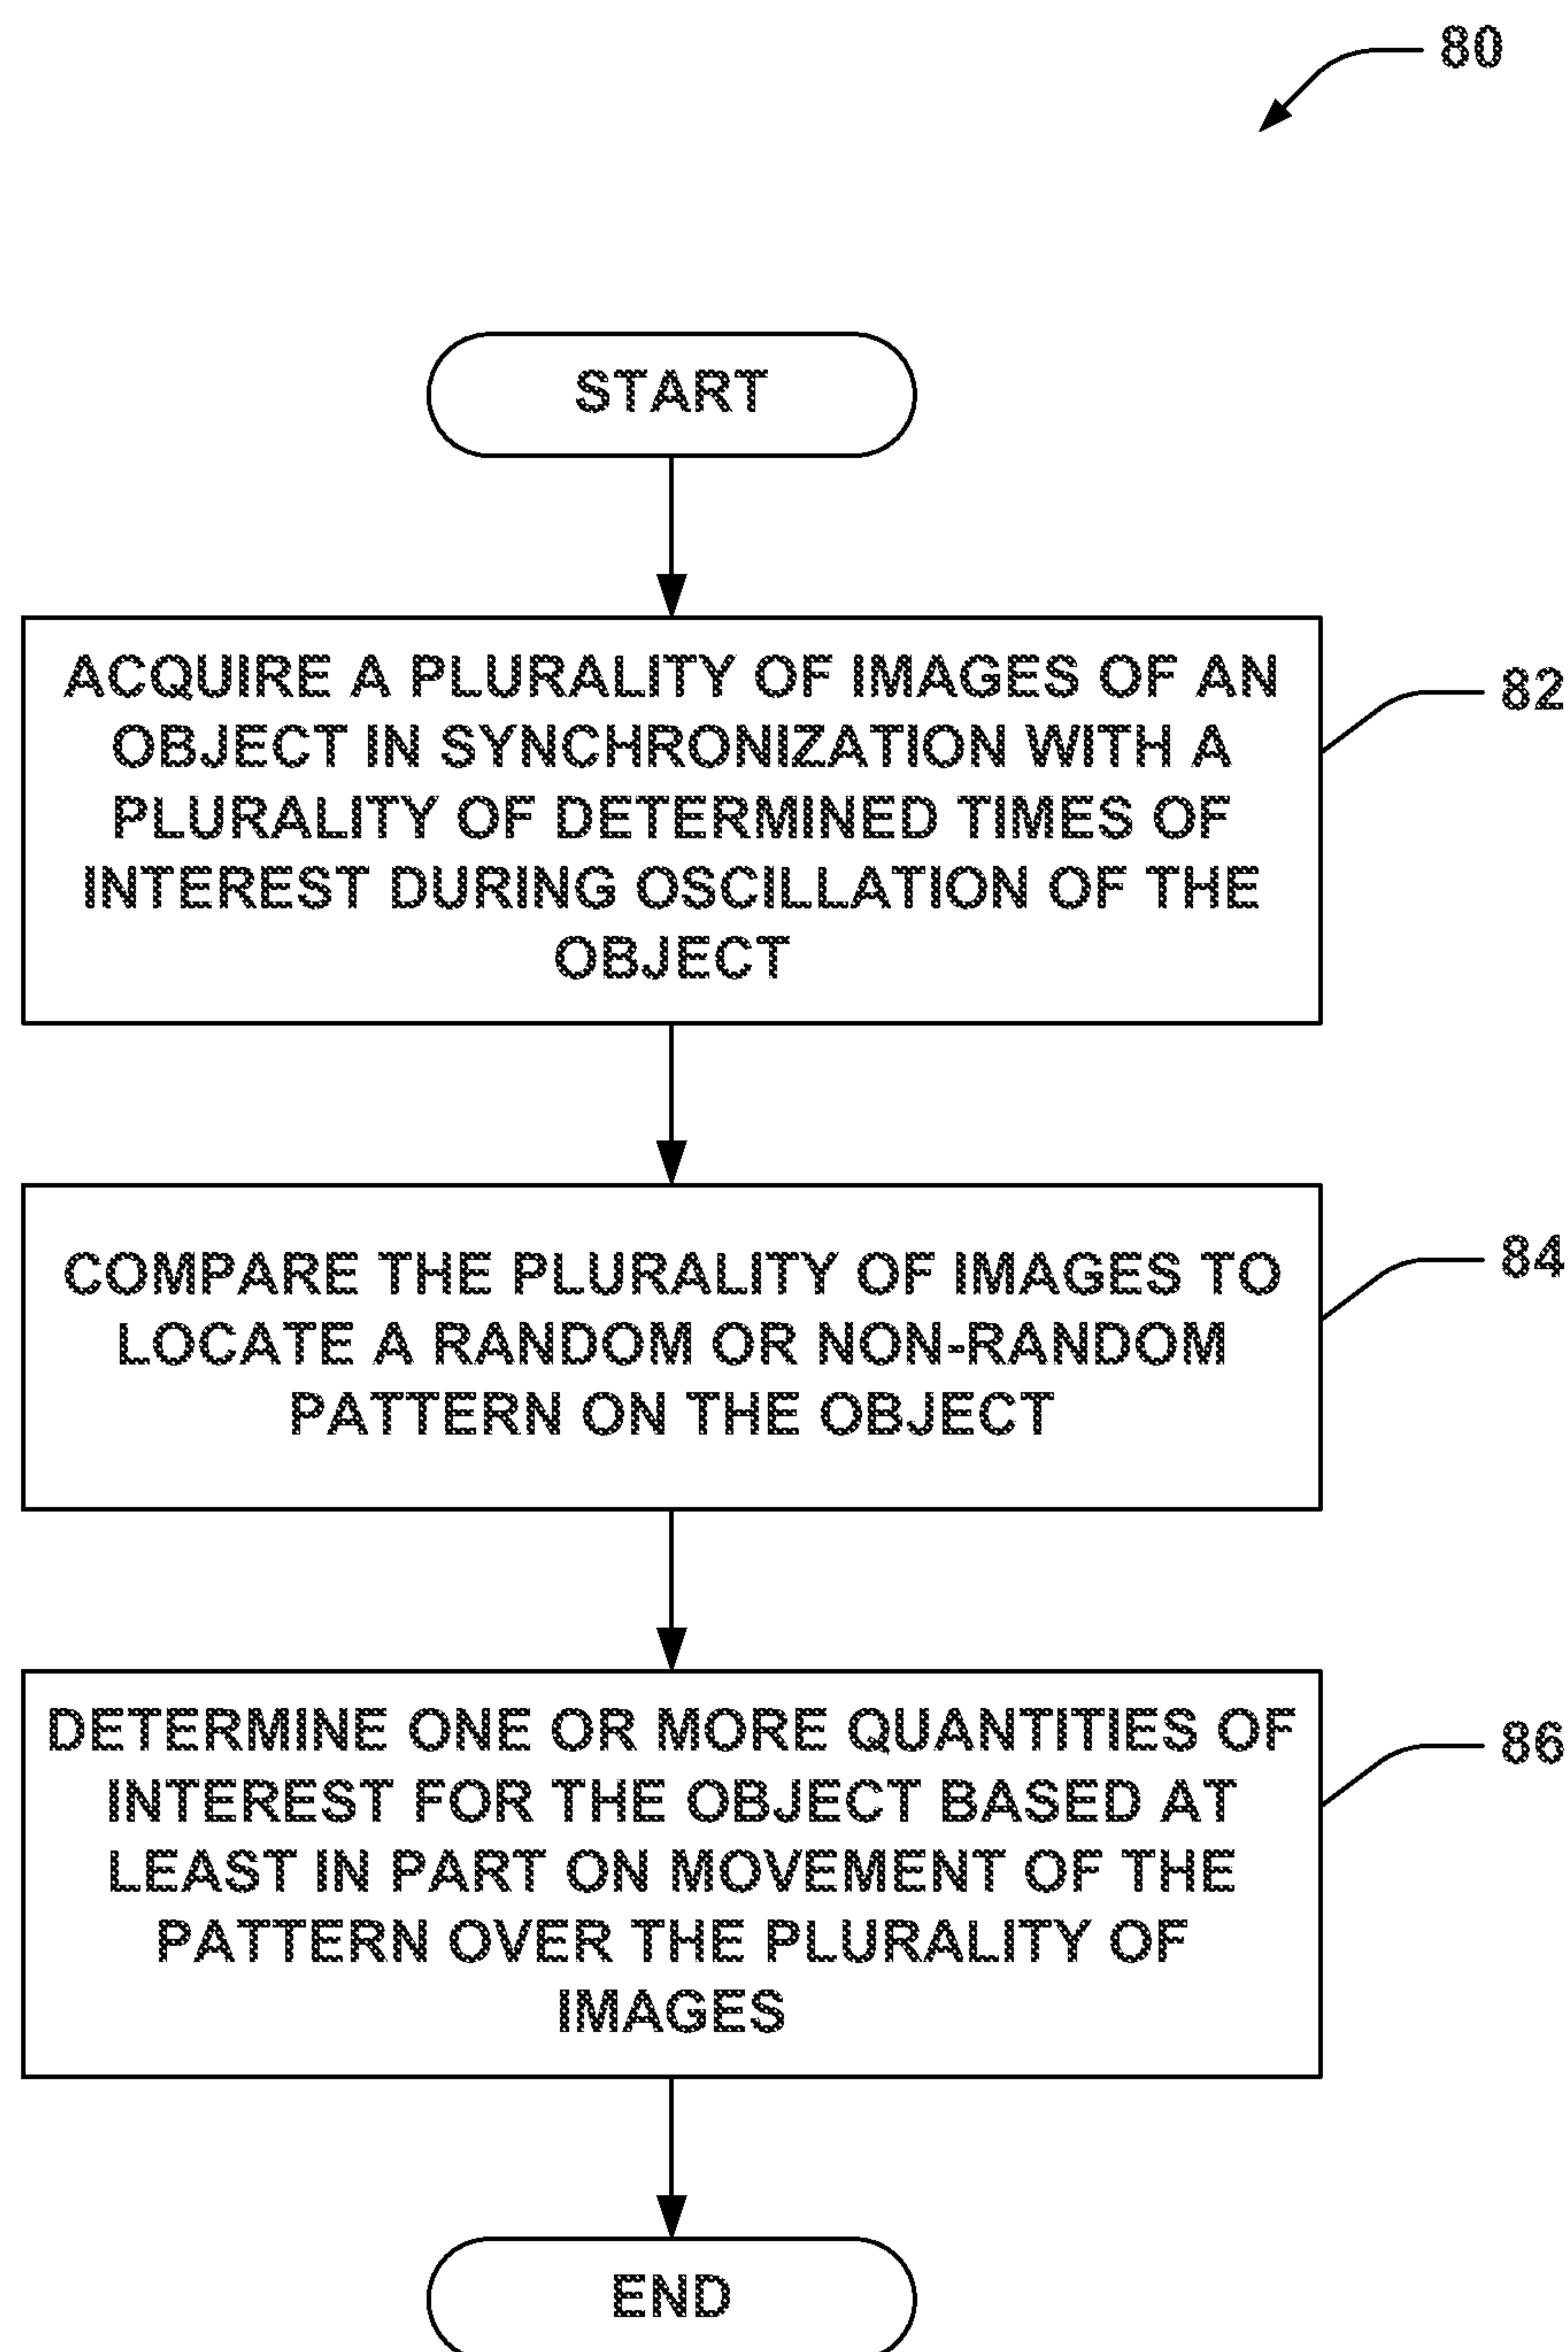 80
START
ACQUIRE A PLURALITY OF IMAGES OF AN
OBJECT IN SYNCHRONIZATION WITH A
PLURALITY OF DETERMINED TIMES OF
INTEREST DURING OSCILLATION OF THE
OBJECT
82
COMPARE THE PLURALITY OF IMAGES TO
LOCATE A RANDOM OR NON-RANDOM
PATTERN ON THE OBJECT
84
DETERMINE ONE OR MORE QUANTITIES OF
INTEREST FOR THE OBJECT BASED AT
LEAST IN PART ON MOVEMENT OF THE
PATTERN OVER THE PLURALITY OF
IMAGES
86
END